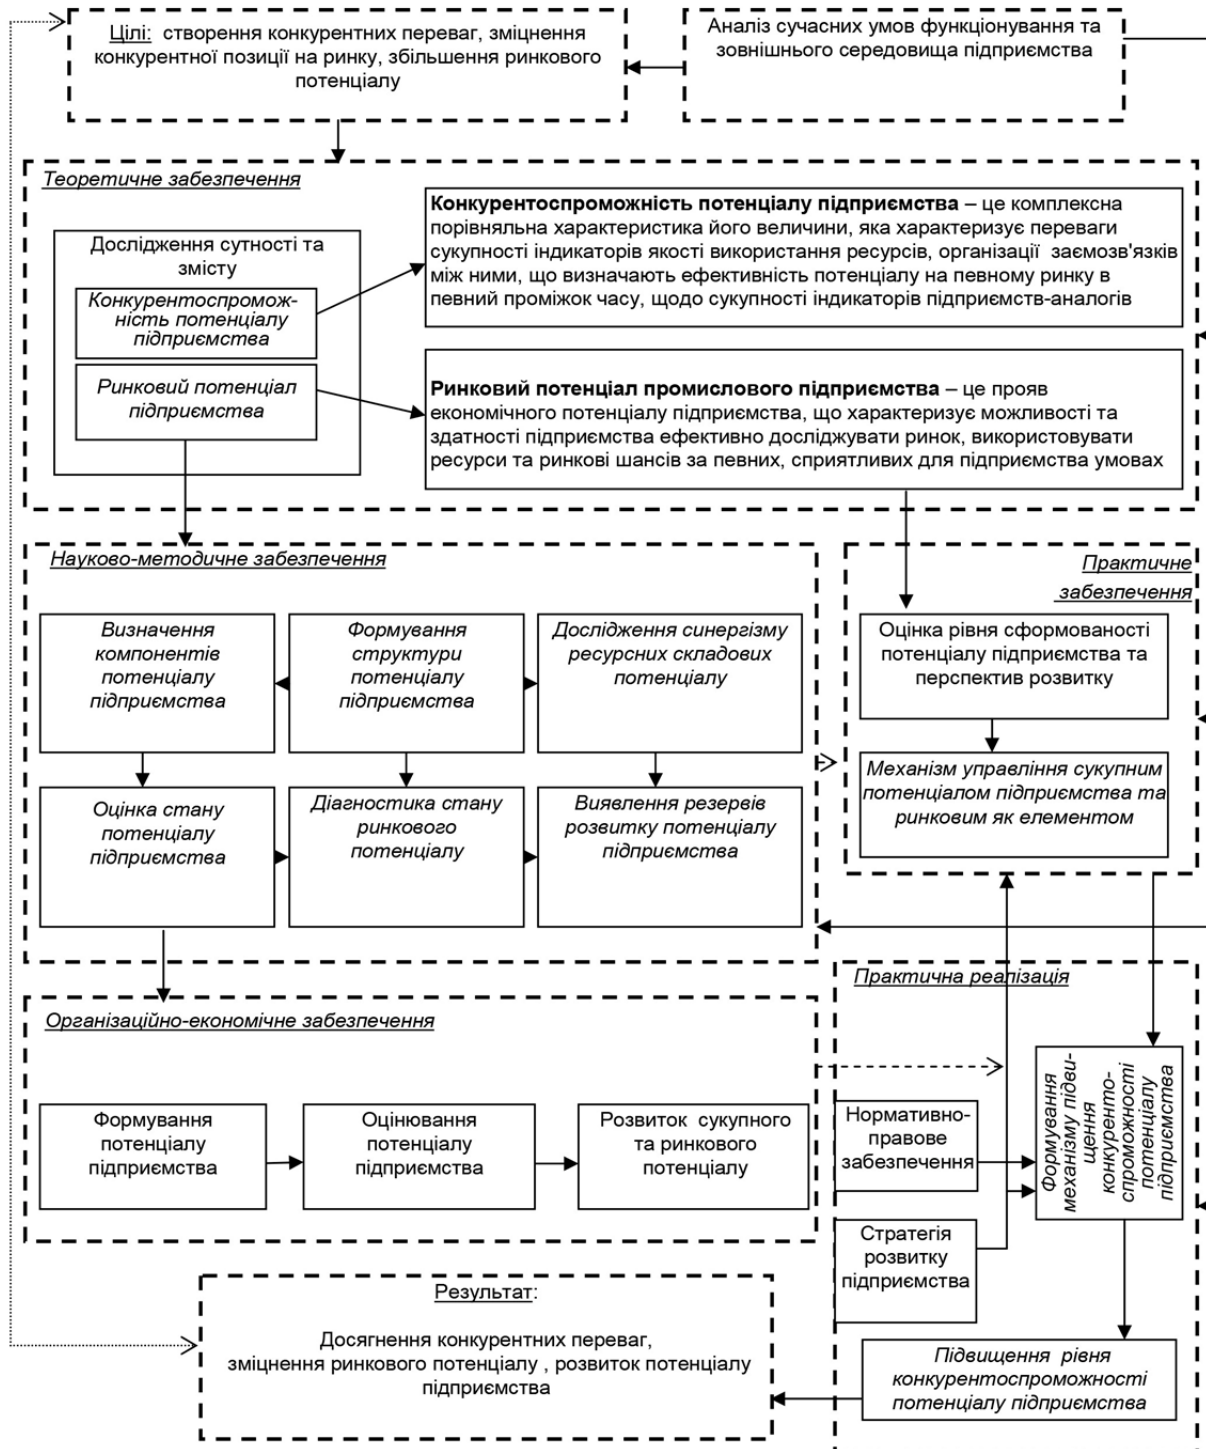 Цілі: створення конкурентних переваг, зміцнення
конкурентної позиції на ринку, збільшення ринкового
потенціалу
Аналіз сучасних умов функціонування та
зовнішнього середовища підприємства
Теоретичне забезпечення
Дослідження сутності та
змісту
Конкурентоспромож-
ність потенціалу
підприємства
Ринковий потенціал
підприємства
Конкурентоспроможність потенціалу підприємства – це комплексна
порівняльна характеристика його величини, яка характеризує переваги
сукупності індикаторів якості використання ресурсів, організації заємозв'язків
між ними, що визначають ефективність потенціалу на певному ринку в
певний проміжок часу, щодо сукупності індикаторів підприємств-аналогів
Ринковий потенціал промислового підприємства – це прояв
економічного потенціалу підприємства, що характеризує можливості та
здатності підприємства ефективно досліджувати ринок, використовувати
ресурси та ринкові шансів за певних, сприятливих для підприємства умовах
Науково-методичне забезпечення
Визначення
компонентів
потенціалу
підприємства
Формування
структури
потенціалу
підприємства
Дослідження синергізму
ресурсних складових
потенціалу
Оцінка стану
потенціалу
підприємства
Діагностика стану
ринкового
потенціалу
Виявлення резервів
розвитку потенціалу
підприємства
Практичне
забезпечення
Оцінка рівня сформованості
потенціалу підприємства та
перспектив розвитку
Механізм управління сукупним
потенціалом підприємства та
ринковим як елементом
Організаційно-економічне забезпечення
Формування
потенціалу
підприємства
Оцінювання
потенціалу
підприємства
Розвиток сукупного
та ринкового
потенціалу
Практична реалізація
Нормативно-
правове
забезпечення
Стратегія
розвитку
підприємства
Формування
механізму підви-
щення
конкуренто-
спроможності
потенціалу
підприємства
Підвищення рівня
конкурентоспроможності
потенціалу підприємства
Результат:
Досягнення конкурентних переваг,
зміцнення ринкового потенціалу , розвиток потенціалу
підприємства